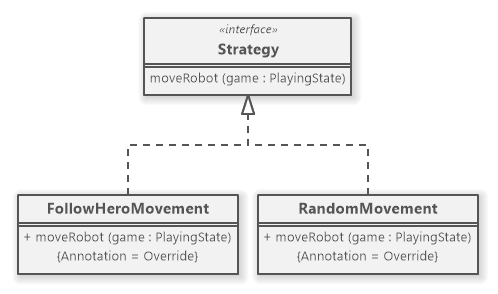 «interface»
Strategy
moveRobot (game : PlayingState)
FollowHeroMovement
+ moveRobot (game : PlayingState)
{Annotation = Override}
RandomMovement
+ moveRobot (game : PlayingState)
{Annotation = Override}